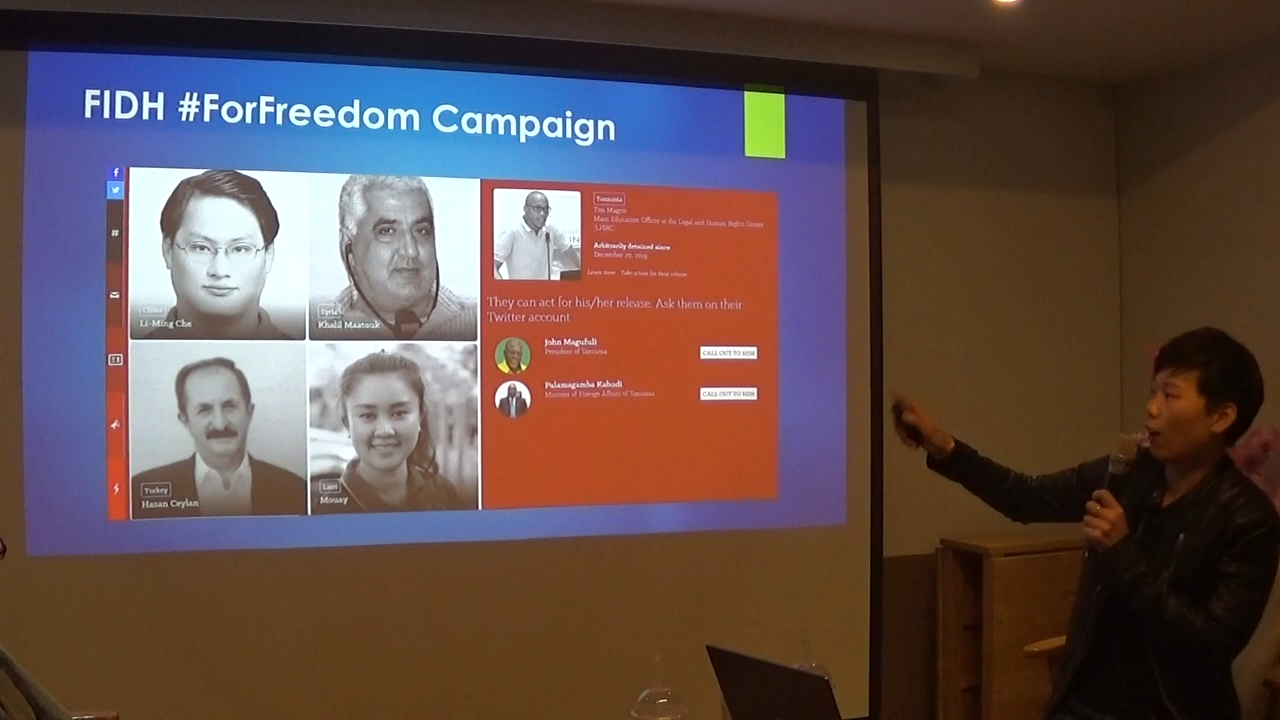 FIDH #ForFreedom Campaign
China
Li-Ming Che
Syria
Khalil Maatouk
Turkey
Hasan Ceylan
Laos
Mouay
Tanzania
Tito Magoti
Mass Education Officer at the Legal and Human Rights Center
(LHRC)
Arbitrarily detained since
December 20, 2019
Learn more Take action for their release
They can act for his/her release. Ask them on their
Twitter account
John Magufuli
President of Tanzania
CALL OUT TO HIM
Palamagamba Kabudi
Minister of Foreign Affairs of Tanzania
CALL OUT TO HIM